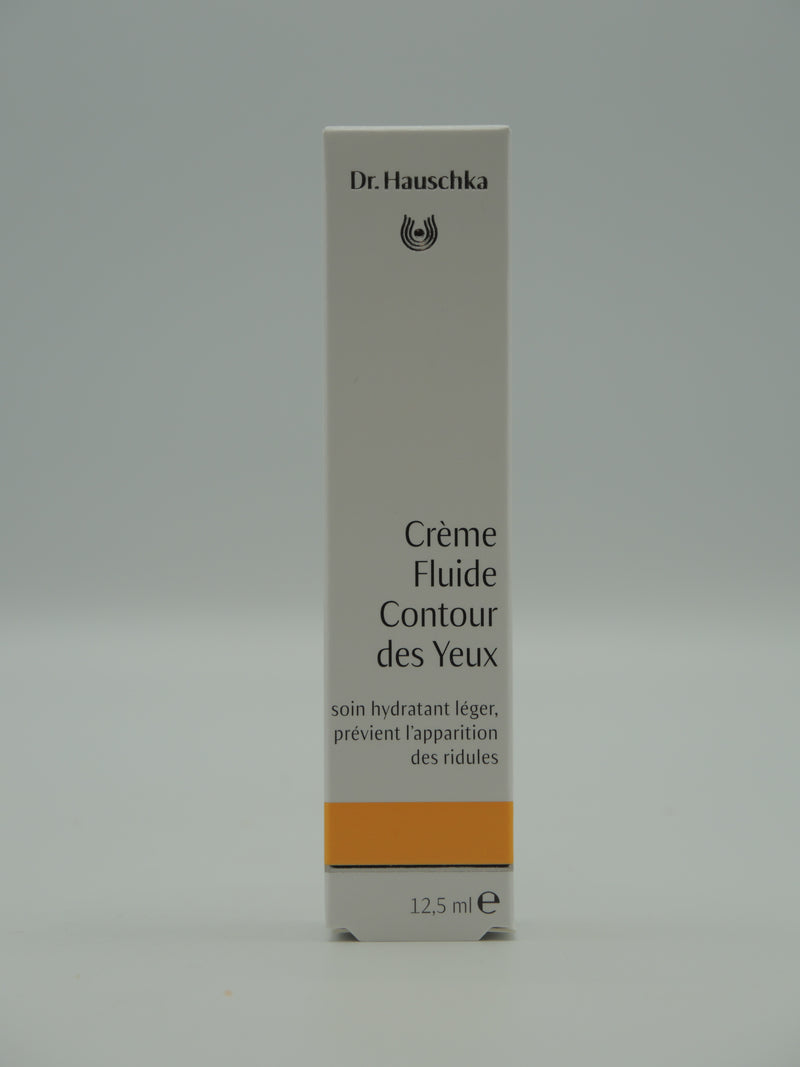 Dr. Hauschka
Crème
Fluide
Contour
des Yeux
soin hydratant léger,
prévient l'apparition
des ridules
12,5 ml ℮